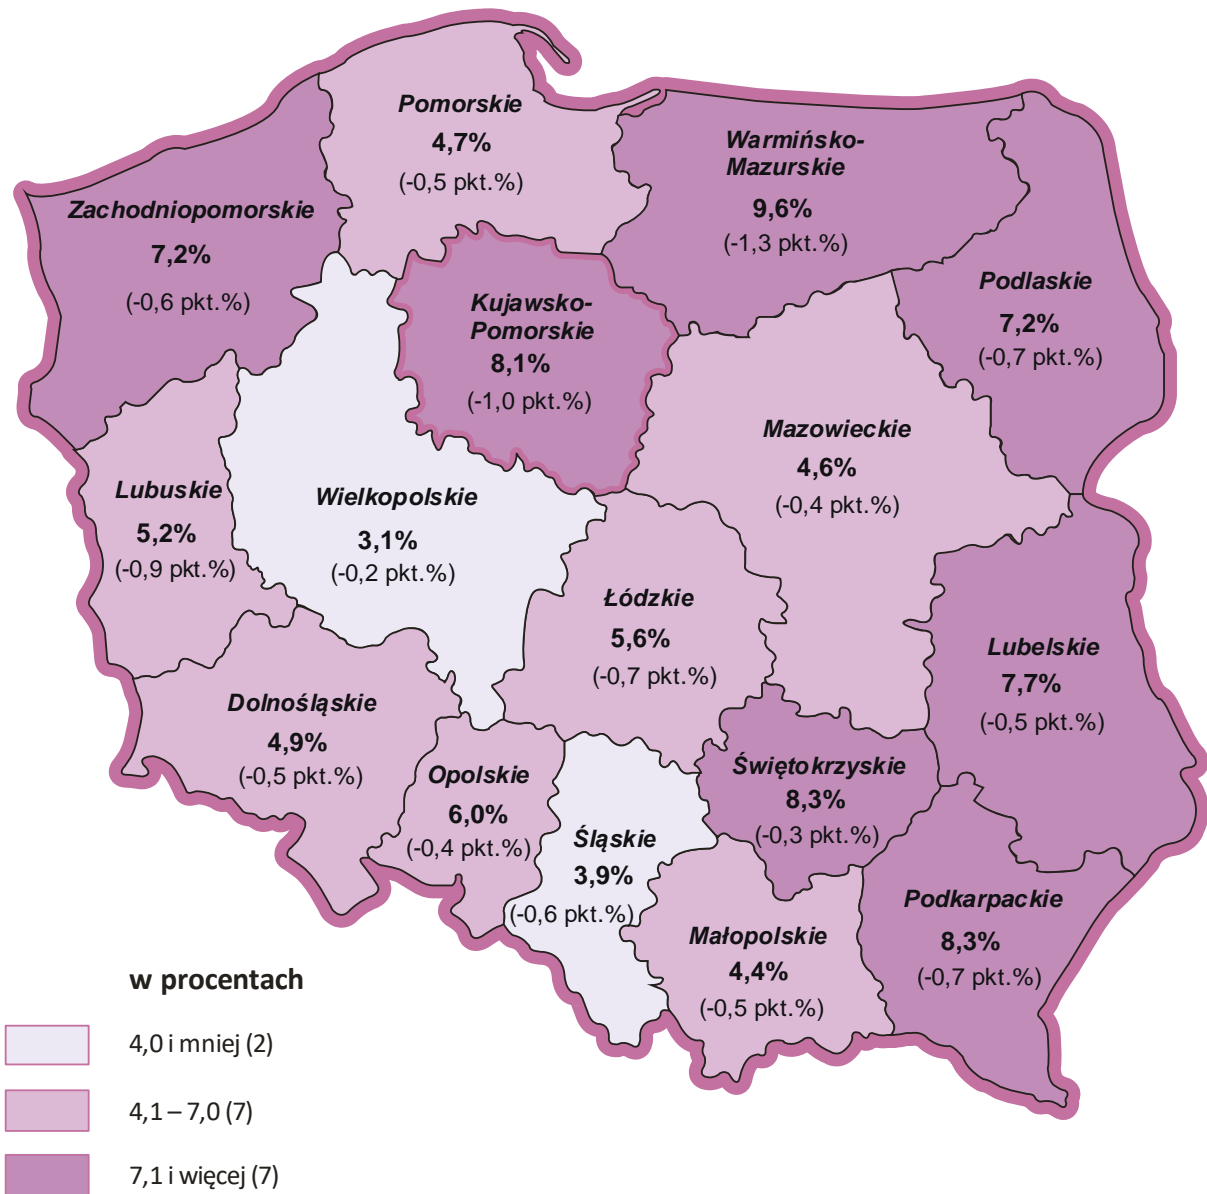 Pomorskie
4,7%
(-0,5 pkt.%)
Warmińsko-
Mazurskie
9,6%
(-1,3 pkt.%)
Zachodniopomorskie
7,2%
(-0,6 pkt.%)
Podlaskie
7,2%
(-0,7 pkt.%)
Kujawsko-
Pomorskie
8,1%
(-1,0 pkt.%)
Mazowieckie
4,6%
(-0,4 pkt.%)
Lubuskie
5,2%
(-0,9 pkt.%)
Wielkopolskie
3,1%
(-0,2 pkt.%)
Łódzkie
5,6%
(-0,7 pkt.%)
Lubelskie
7,7%
(-0,5 pkt.%)
Dolnośląskie
4,9%
(-0,5 pkt.%)
Opolskie
6,0%
(-0,4 pkt.%)
Świętokrzyskie
8,3%
(-0,3 pkt.%)
Śląskie
3,9%
(-0,6 pkt.%)
Małopolskie
4,4%
(-0,5 pkt.%)
Podkarpackie
8,3%
(-0,7 pkt.%)
w procentach
4,0 i mniej (2)
4,1 – 7,0 (7)
7,1 i więcej (7)